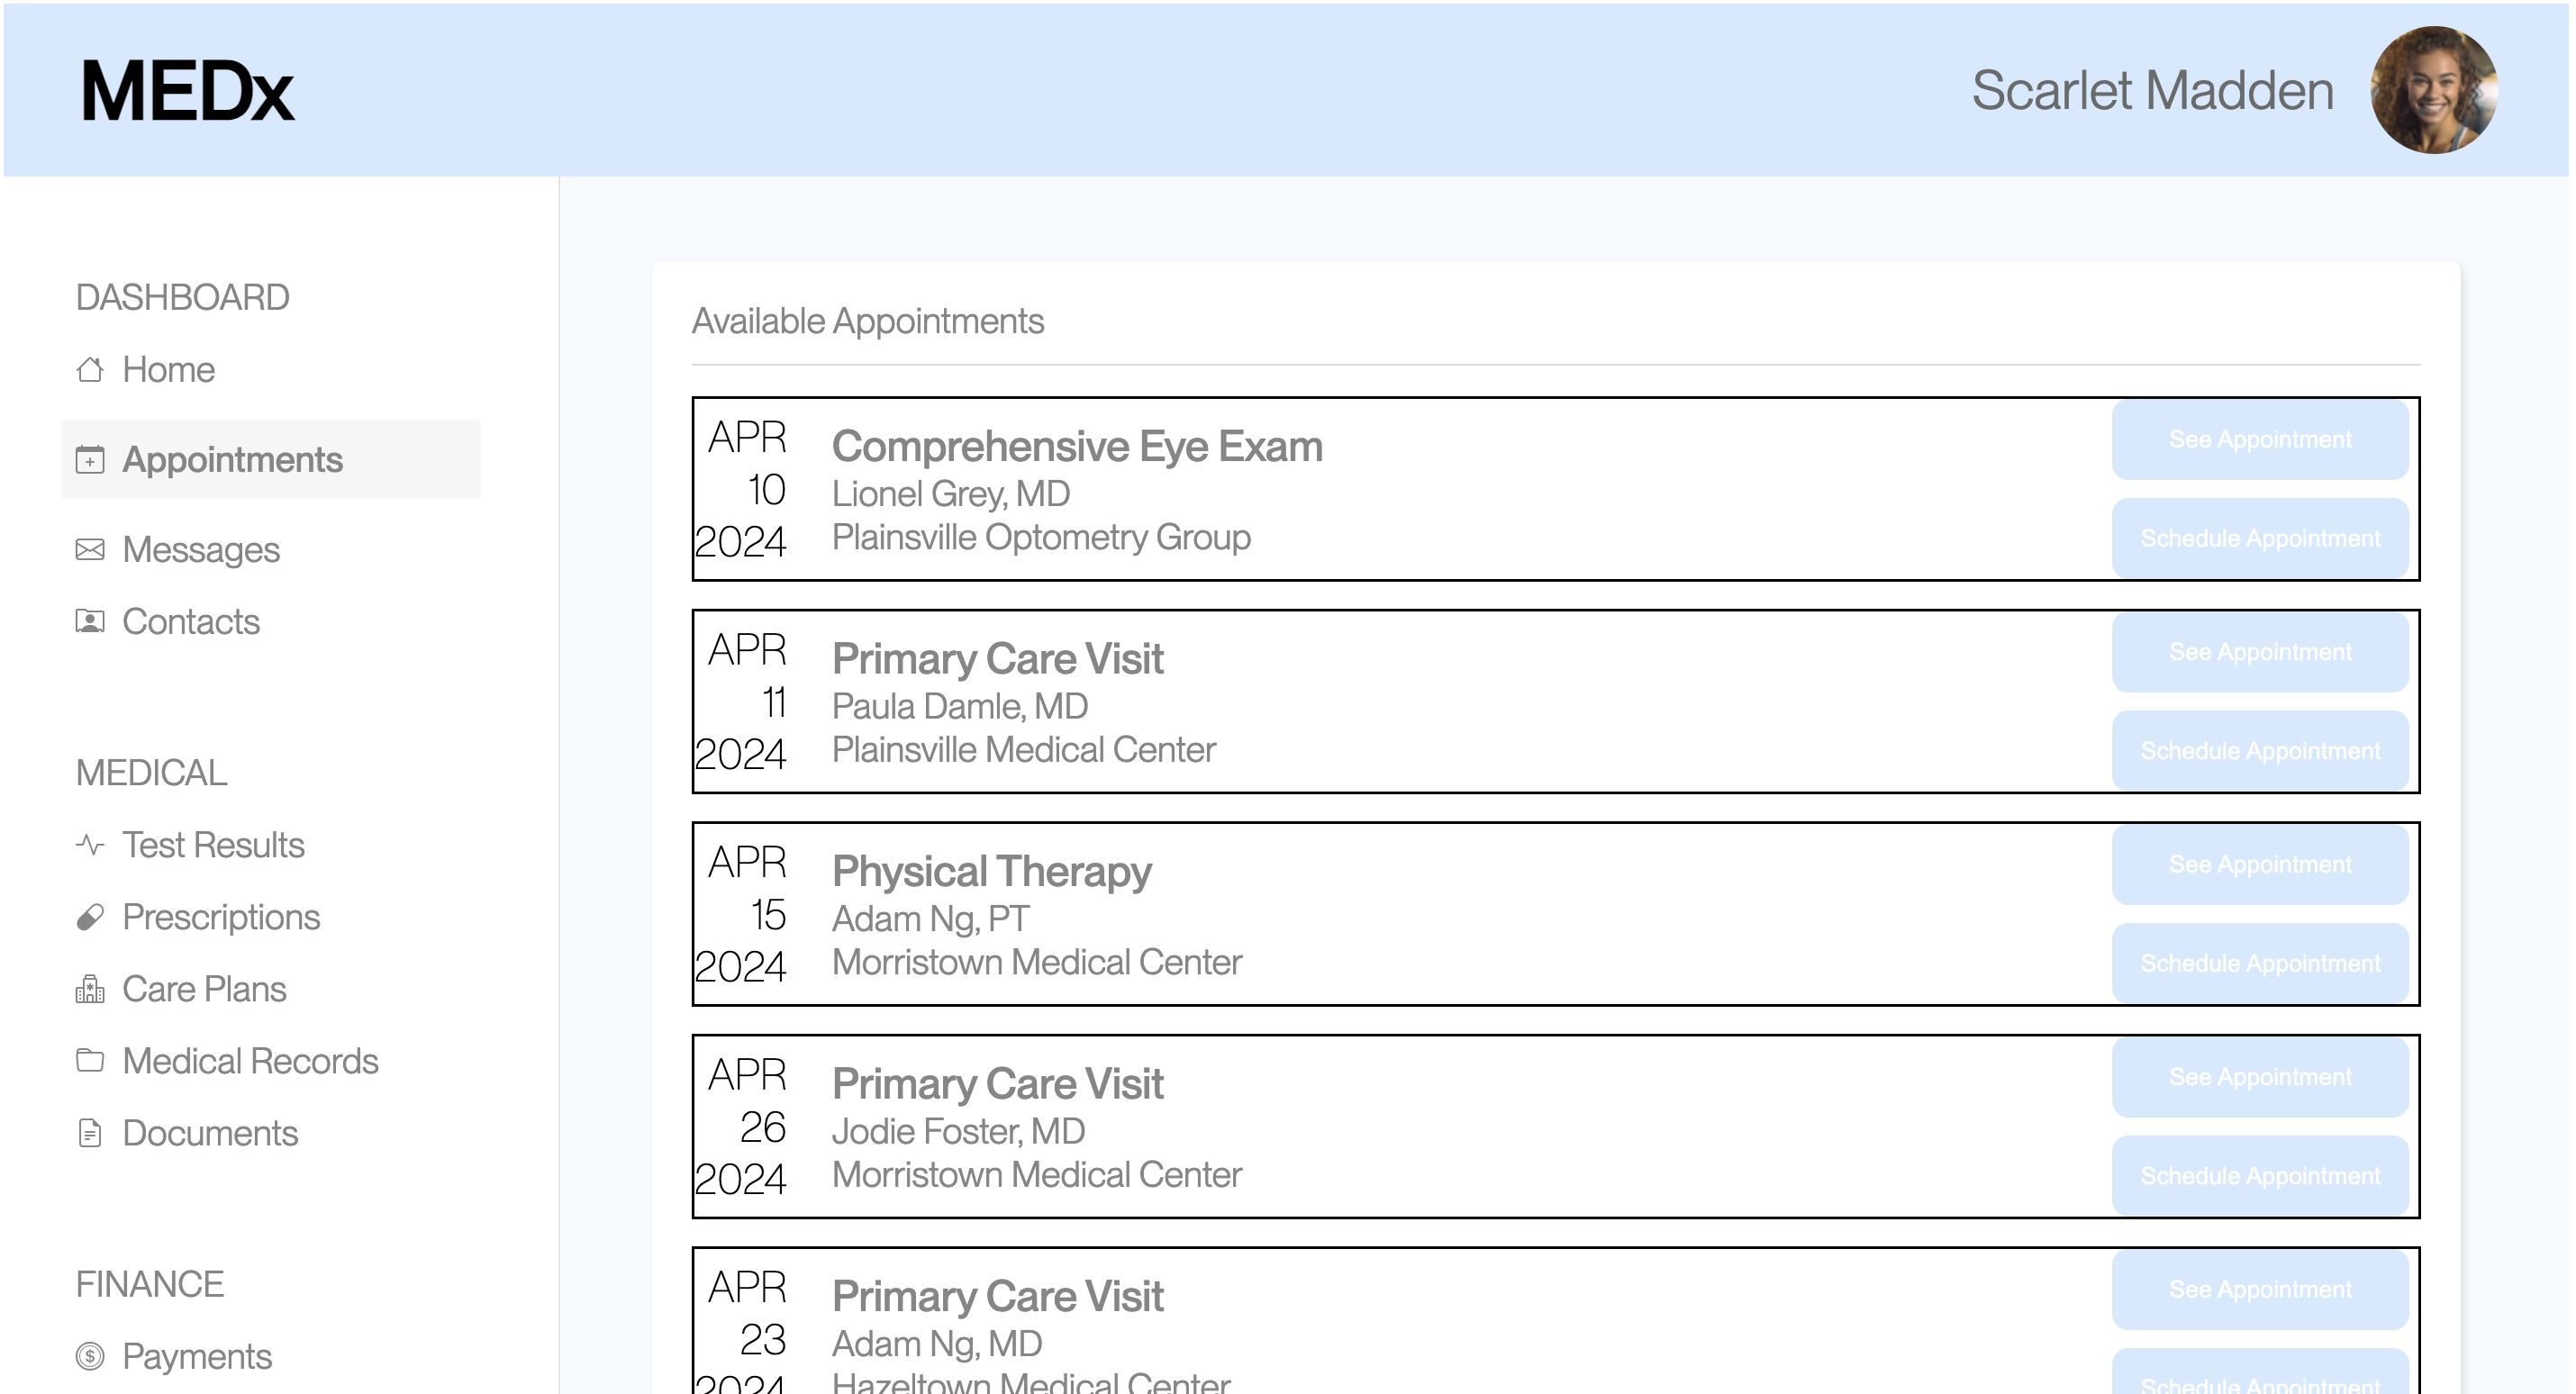 MEDx
Scarlet Madden
DASHBOARD
Home
Appointments
Messages
Contacts
MEDICAL
Test Results
Prescriptions
Care Plans
Medical Records
Documents
FINANCE
Payments
Available Appointments
APR
10
2024
Comprehensive Eye Exam
Lionel Grey, MD
Plainsville Optometry Group
See Appointment
Schedule Appointment
APR
11
2024
Primary Care Visit
Paula Damle, MD
Plainsville Medical Center
See Appointment
Schedule Appointment
APR
15
2024
Physical Therapy
Adam Ng, PT
Morristown Medical Center
See Appointment
Schedule Appointment
APR
26
2024
Primary Care Visit
Jodie Foster, MD
Morristown Medical Center
See Appointment
Schedule Appointment
APR
23
2024
Primary Care Visit
Adam Ng, MD
Hazeltown Medical Center
See Appointment
Schedule Appointment